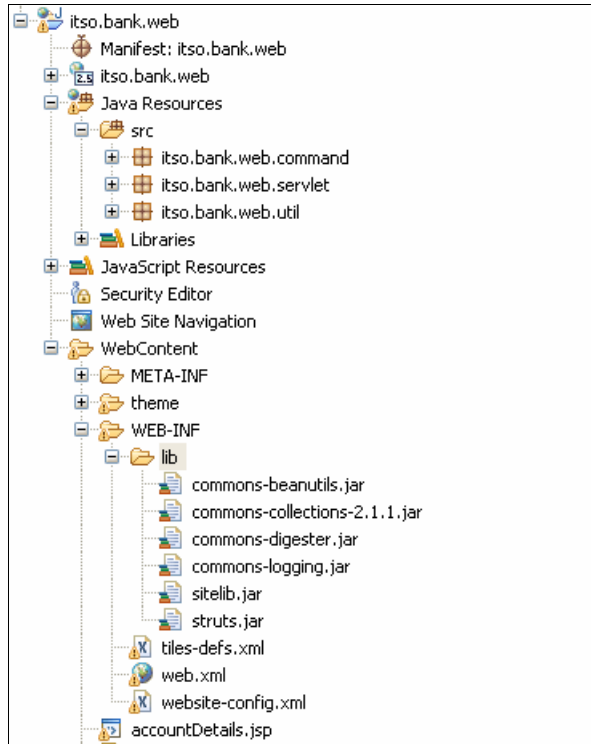 itso.bank.web
Manifest: itso.bank.web
2.5 itso.bank.web
Java Resources
src
itso.bank.web.command
itso.bank.web.servlet
itso.bank.web.util
Libraries
JavaScript Resources
Security Editor
Web Site Navigation
WebContent
META-INF
theme
WEB-INF
lib
commons-beanutils.jar
commons-collections-2.1.1.jar
commons-digester.jar
commons-logging.jar
sitelib.jar
struts.jar
tiles-defs.xml
web.xml
website-config.xml
accountDetails.jsp